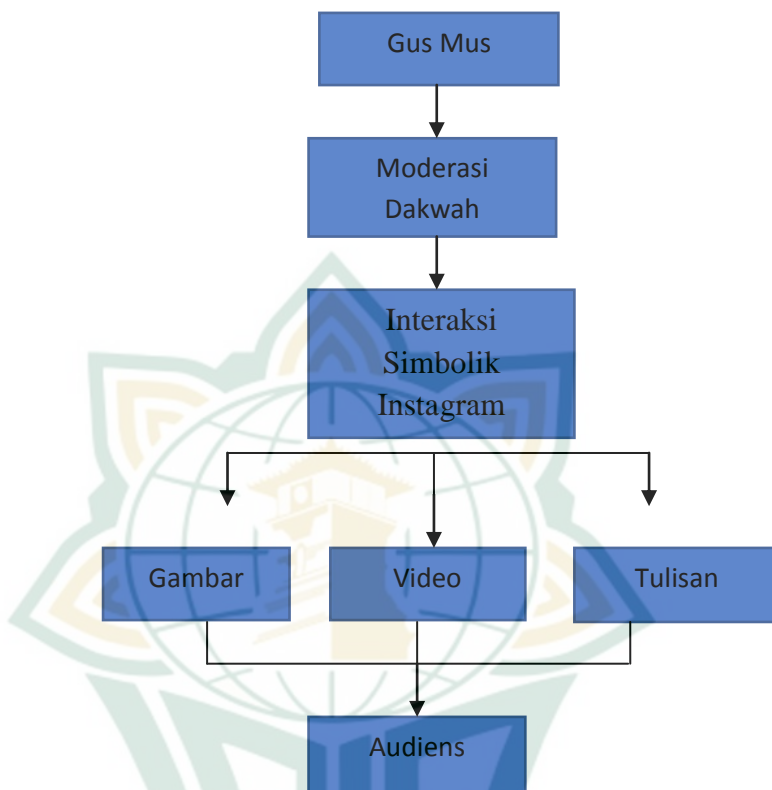 Gus Mus
Moderasi
Dakwah
Interaksi
Simbolik
Instagram
Gambar
Video
Tulisan
Audiens